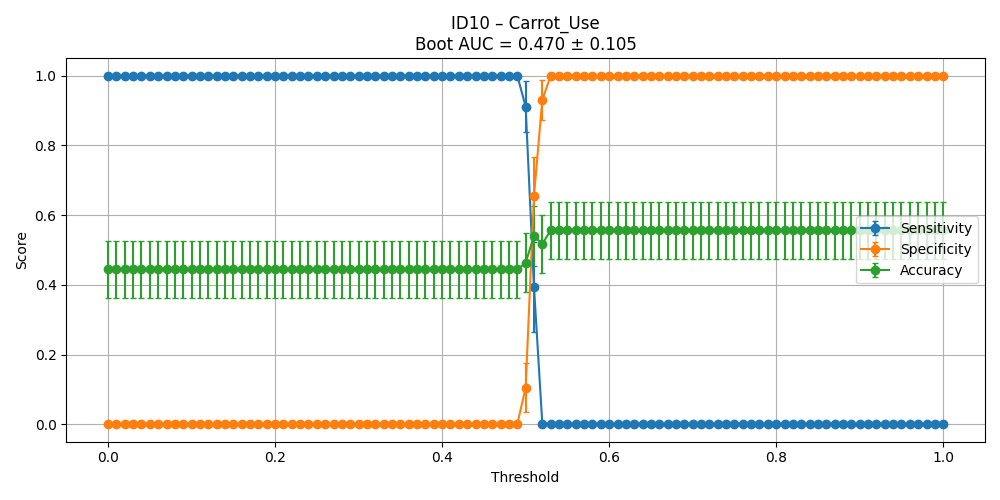 ID10 – Carrot_Use
Boot AUC = 0.470 ± 0.105
Score
1.0
0.8
0.6
0.4
0.2
0.0
Sensitivity
Specificity
Accuracy
0.0 0.2 0.4 0.6 0.8 1.0
Threshold